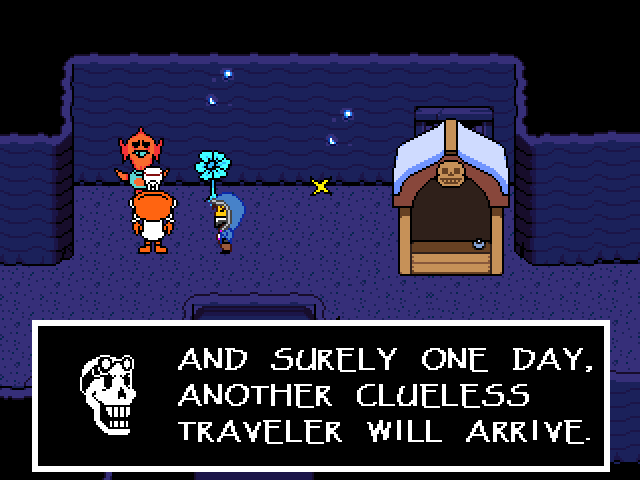 AND SURELY ONE DAY,
ANOTHER CLUELESS
TRAVELER WILL ARRIVE.